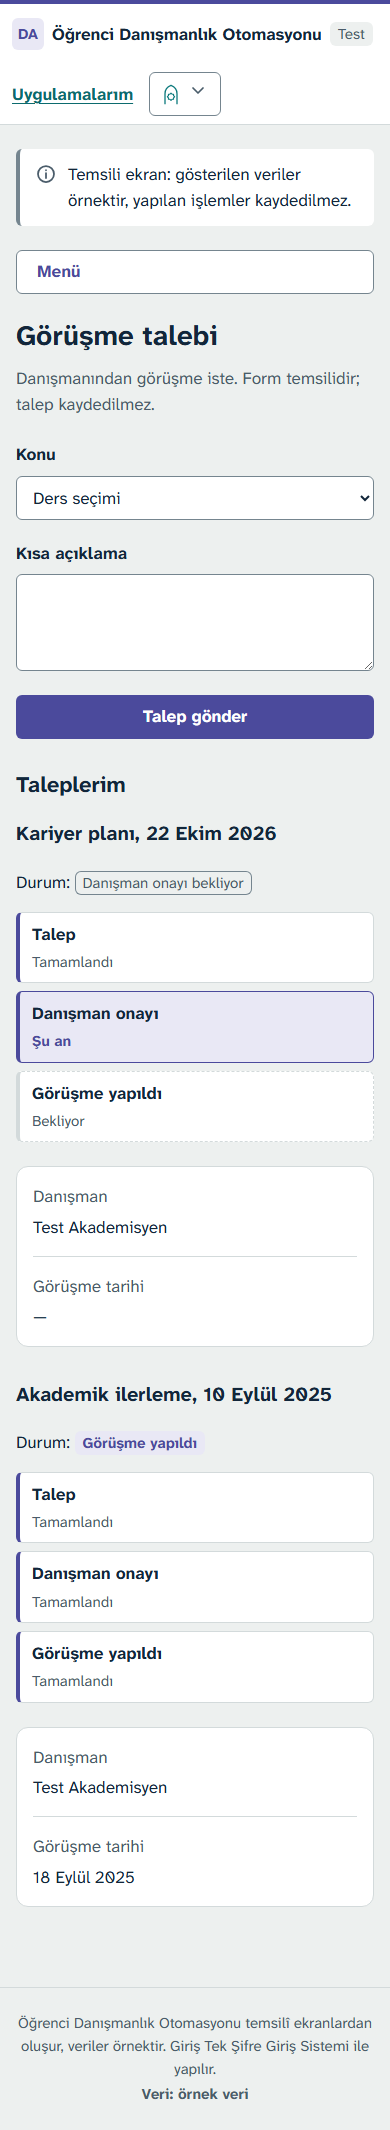 DA Öğrenci Danışmanlık Otomasyonu Test
Uygulamalarım
Temsili ekran: gösterilen veriler
örnektir, yapılan işlemler kaydedilmez.
Menü
Görüşme talebi
Danışmanından görüşme iste. Form temsilidir;
talep kaydedilmez.
Konu
Ders seçimi
Kısa açıklama
Talep gönder
Taleplerim
Kariyer planı, 22 Ekim 2026
Durum: Danışman onayı bekliyor
Talep
Tamamlandı
Danışman onayı
Şu an
Görüşme yapıldı
Bekliyor
Danışman
Test Akademisyen
Görüşme tarihi
—
Akademik ilerleme, 10 Eylül 2025
Durum: Görüşme yapıldı
Talep
Tamamlandı
Danışman onayı
Tamamlandı
Görüşme yapıldı
Tamamlandı
Danışman
Test Akademisyen
Görüşme tarihi
18 Eylül 2025
Öğrenci Danışmanlık Otomasyonu temsilî ekranlardan
oluşur, veriler örnektir. Giriş Tek Şifre Giriş Sistemi ile
yapılır.
Veri: örnek veri